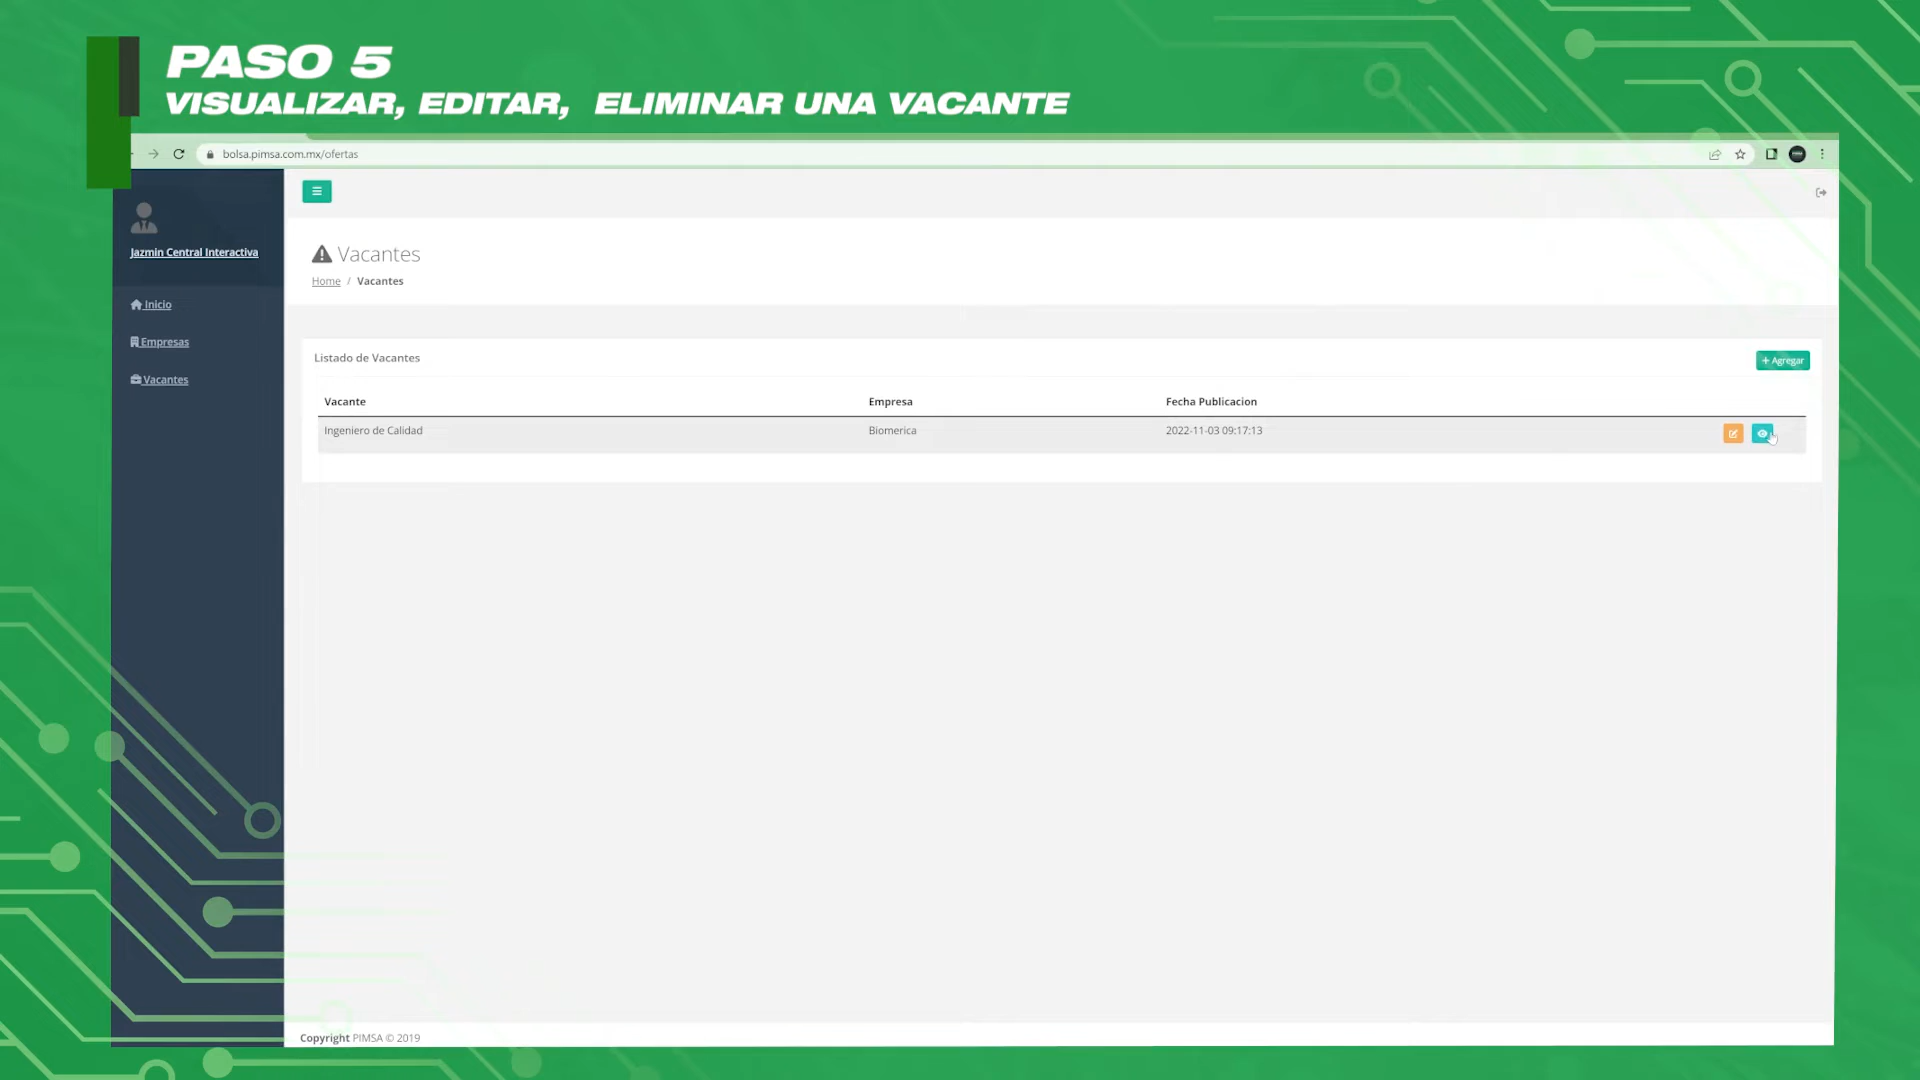 PASO 5
VISUALIZAR, EDITAR, ELIMINAR UNA VACANTE
bolsa.pimsa.com.mx/ofertas
Jazmin Central Interactiva
Vacantes
Home / Vacantes
Inicio
Empresas
Vacantes
Listado de Vacantes
+ Agregar
Vacante Empresa Fecha Publicacion
Ingeniero de Calidad Biomerica 2022-11-03 09:17:13
Copyright PIMSA © 2019